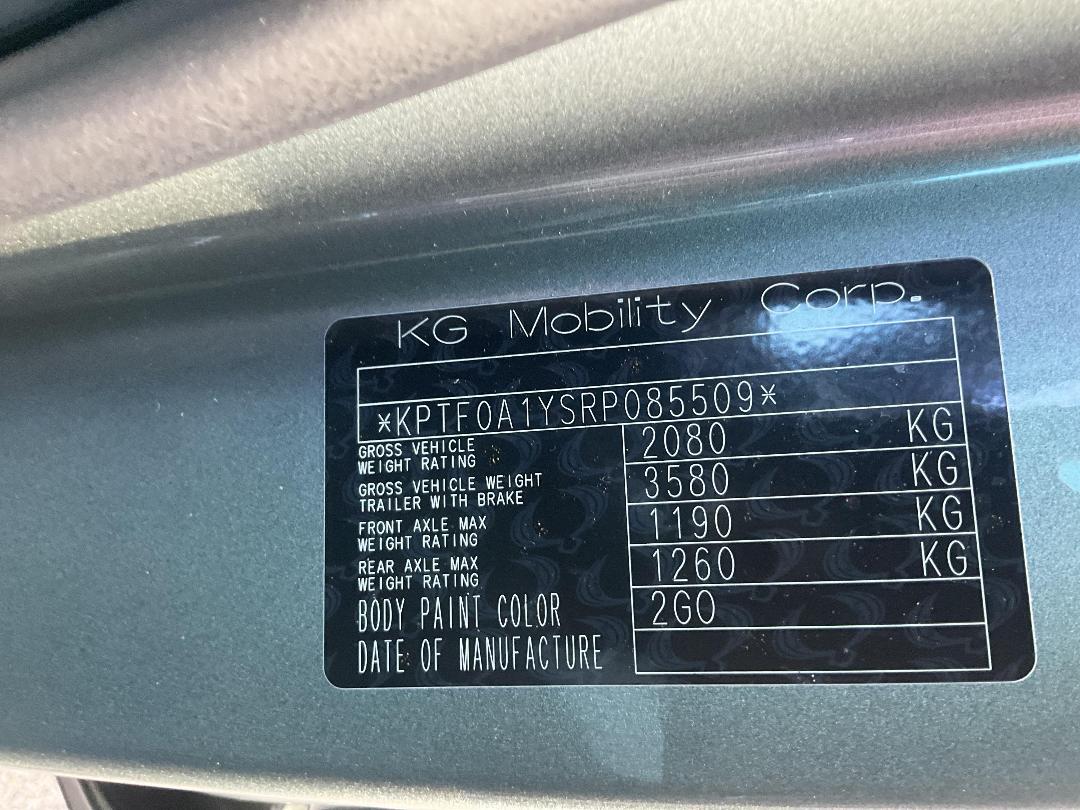 KG Mobility Corp.
*KPTF0A1YSRP085509*
GROSS VEHICLE
WEIGHT RATING
2080 KG
GROSS VEHICLE WEIGHT
TRAILER WITH BRAKE
3580 KG
FRONT AXLE MAX
WEIGHT RATING
1190 KG
REAR AXLE MAX
WEIGHT RATING
1260 KG
BODY PAINT COLOR 2GO
DATE OF MANUFACTURE